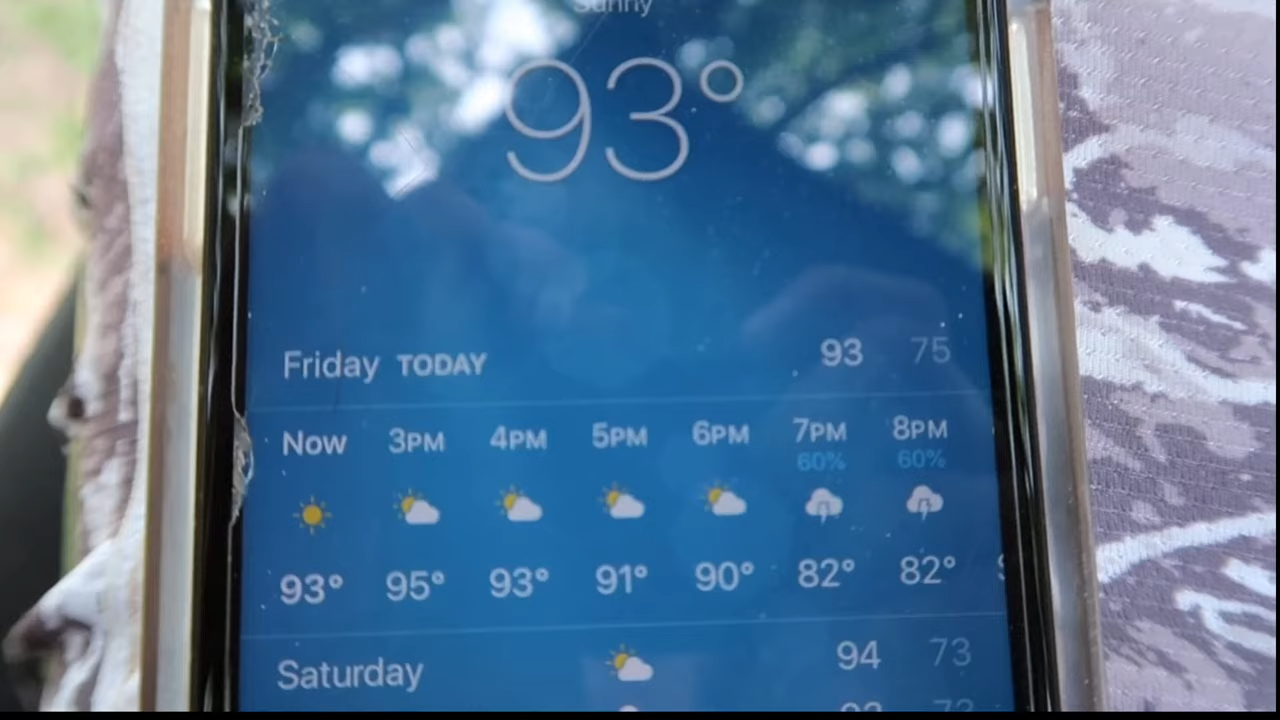 Sunny
93°
Friday TODAY 93 75
Now 3PM 4PM 5PM 6PM 7PM 8PM
60% 60%
93° 95° 93° 91° 90° 82° 82°
Saturday 94 73